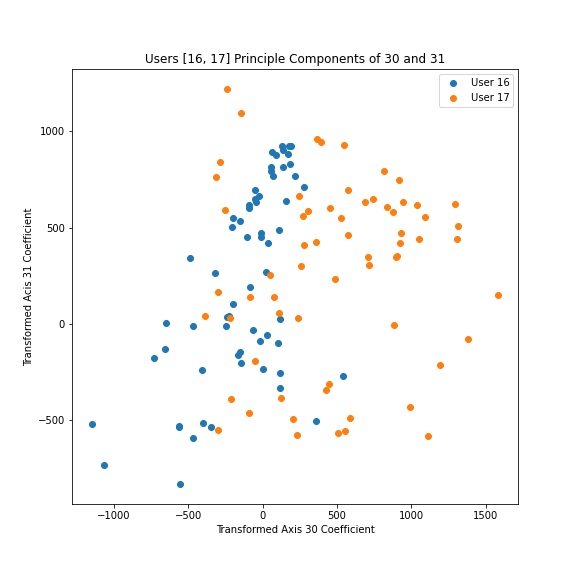 Users [16, 17] Principle Components of 30 and 31
User 16
User 17
1000
500
0
−500
Transformed Acis 31 Coefficient
−1000
−500
0
500
1000
1500
Transformed Axis 30 Coefficient